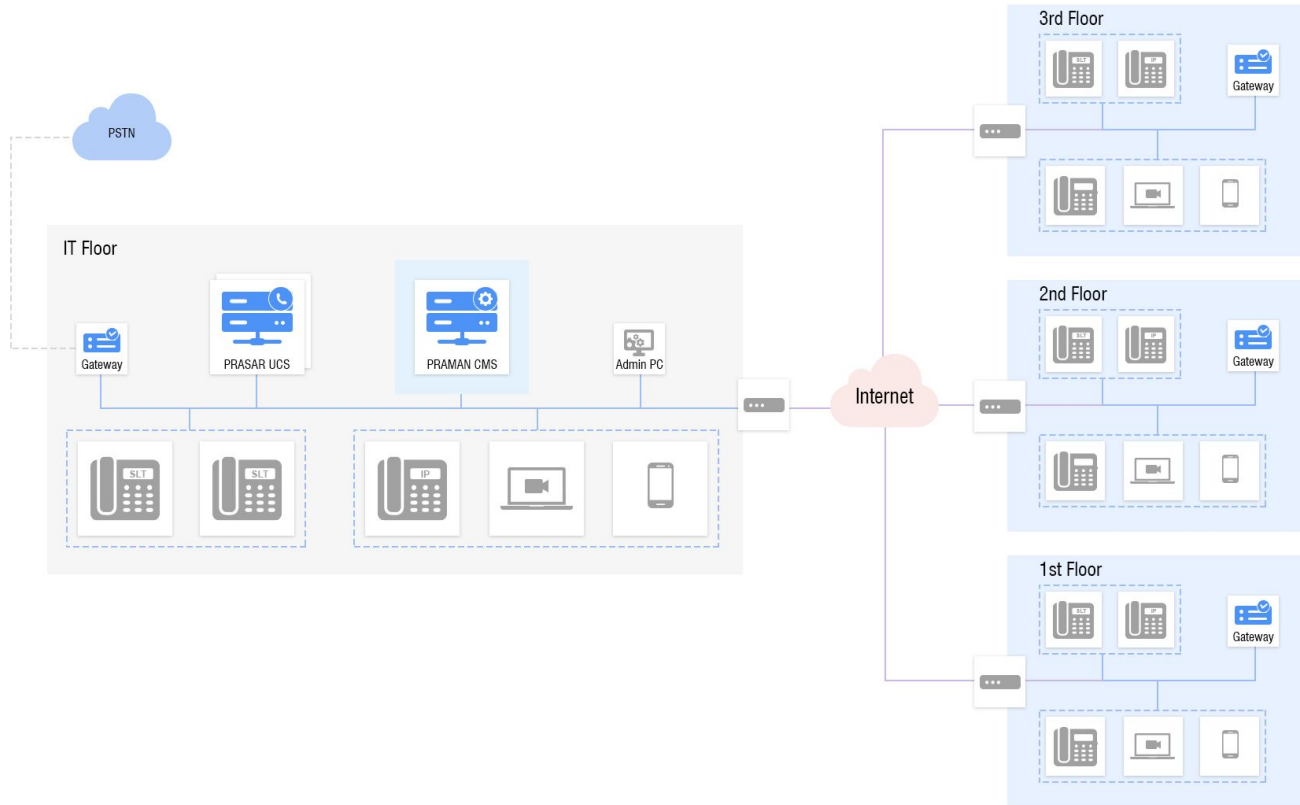 PSTN
IT Floor
Gateway
PRASAR UCS
PRAMAN CMS
Admin PC
SLT
SLT
IP
Internet
3rd Floor
SLT
IP
Gateway
2nd Floor
SLT
IP
Gateway
1st Floor
SLT
IP
Gateway